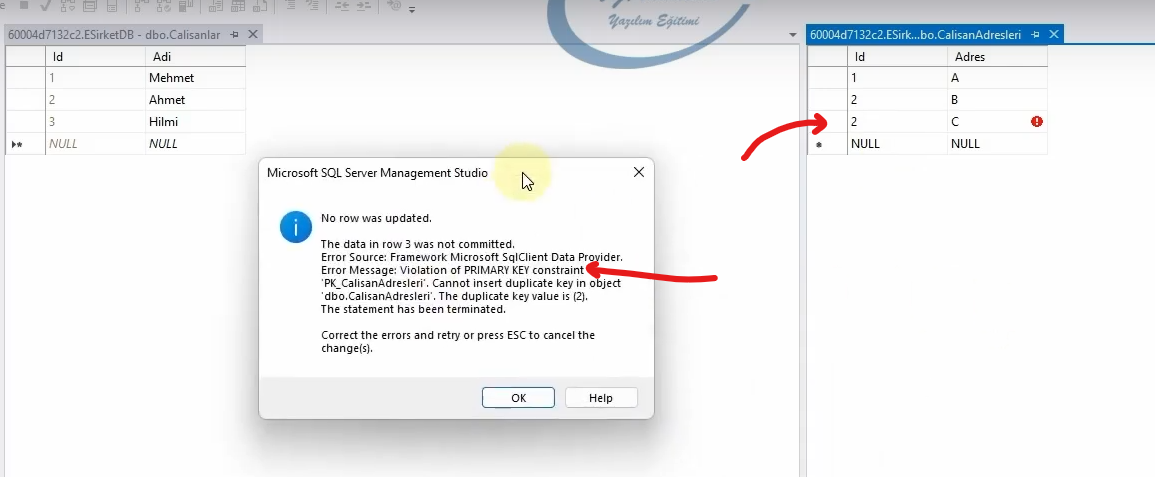 Yazılım Eğitimi
60004d7132c2.ESirketDB - dbo.Calisanlar
Id Adi
1 Mehmet
2 Ahmet
3 Hilmi
NULL NULL
60004d7132c2.ESirk...bo.CalisanAdresleri
Id Adres
1 A
2 B
2 C
NULL NULL
Microsoft SQL Server Management Studio
No row was updated.
The data in row 3 was not committed.
Error Source: Framework Microsoft SqlClient Data Provider.
Error Message: Violation of PRIMARY KEY constraint
'PK_CalisanAdresleri'. Cannot insert duplicate key in object
'dbo.CalisanAdresleri'. The duplicate key value is (2).
The statement has been terminated.
Correct the errors and retry or press ESC to cancel the
change(s).
OK Help